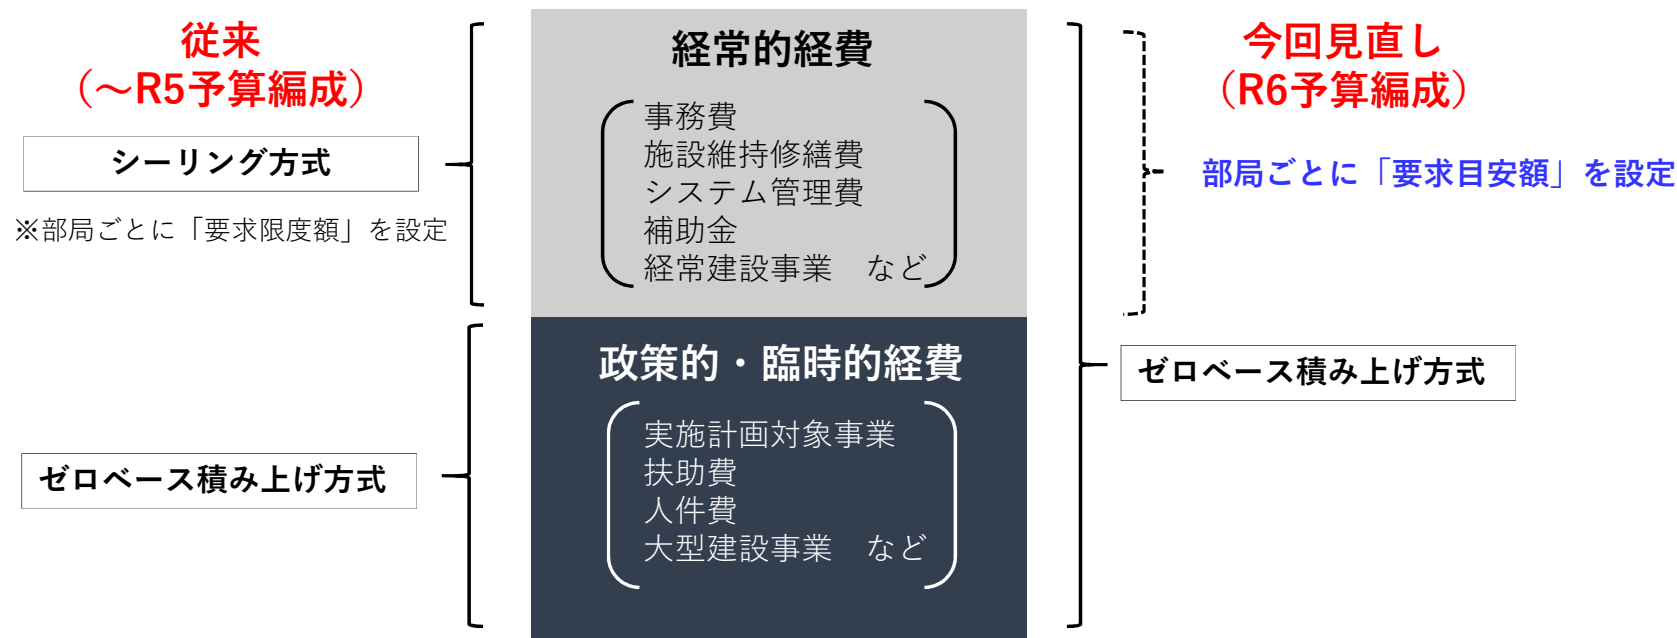 従来
（～R5予算編成）
シーリング方式
※部局ごとに「要求限度額」を設定
ゼロベース積み上げ方式
経常的経費
事務費
施設維持修繕費
システム管理費
補助金
経常建設事業　など
政策的・臨時的経費
実施計画対象事業
扶助費
人件費
大型建設事業　など
今回見直し
（R6予算編成）
部局ごとに「要求目安額」を設定
ゼロベース積み上げ方式